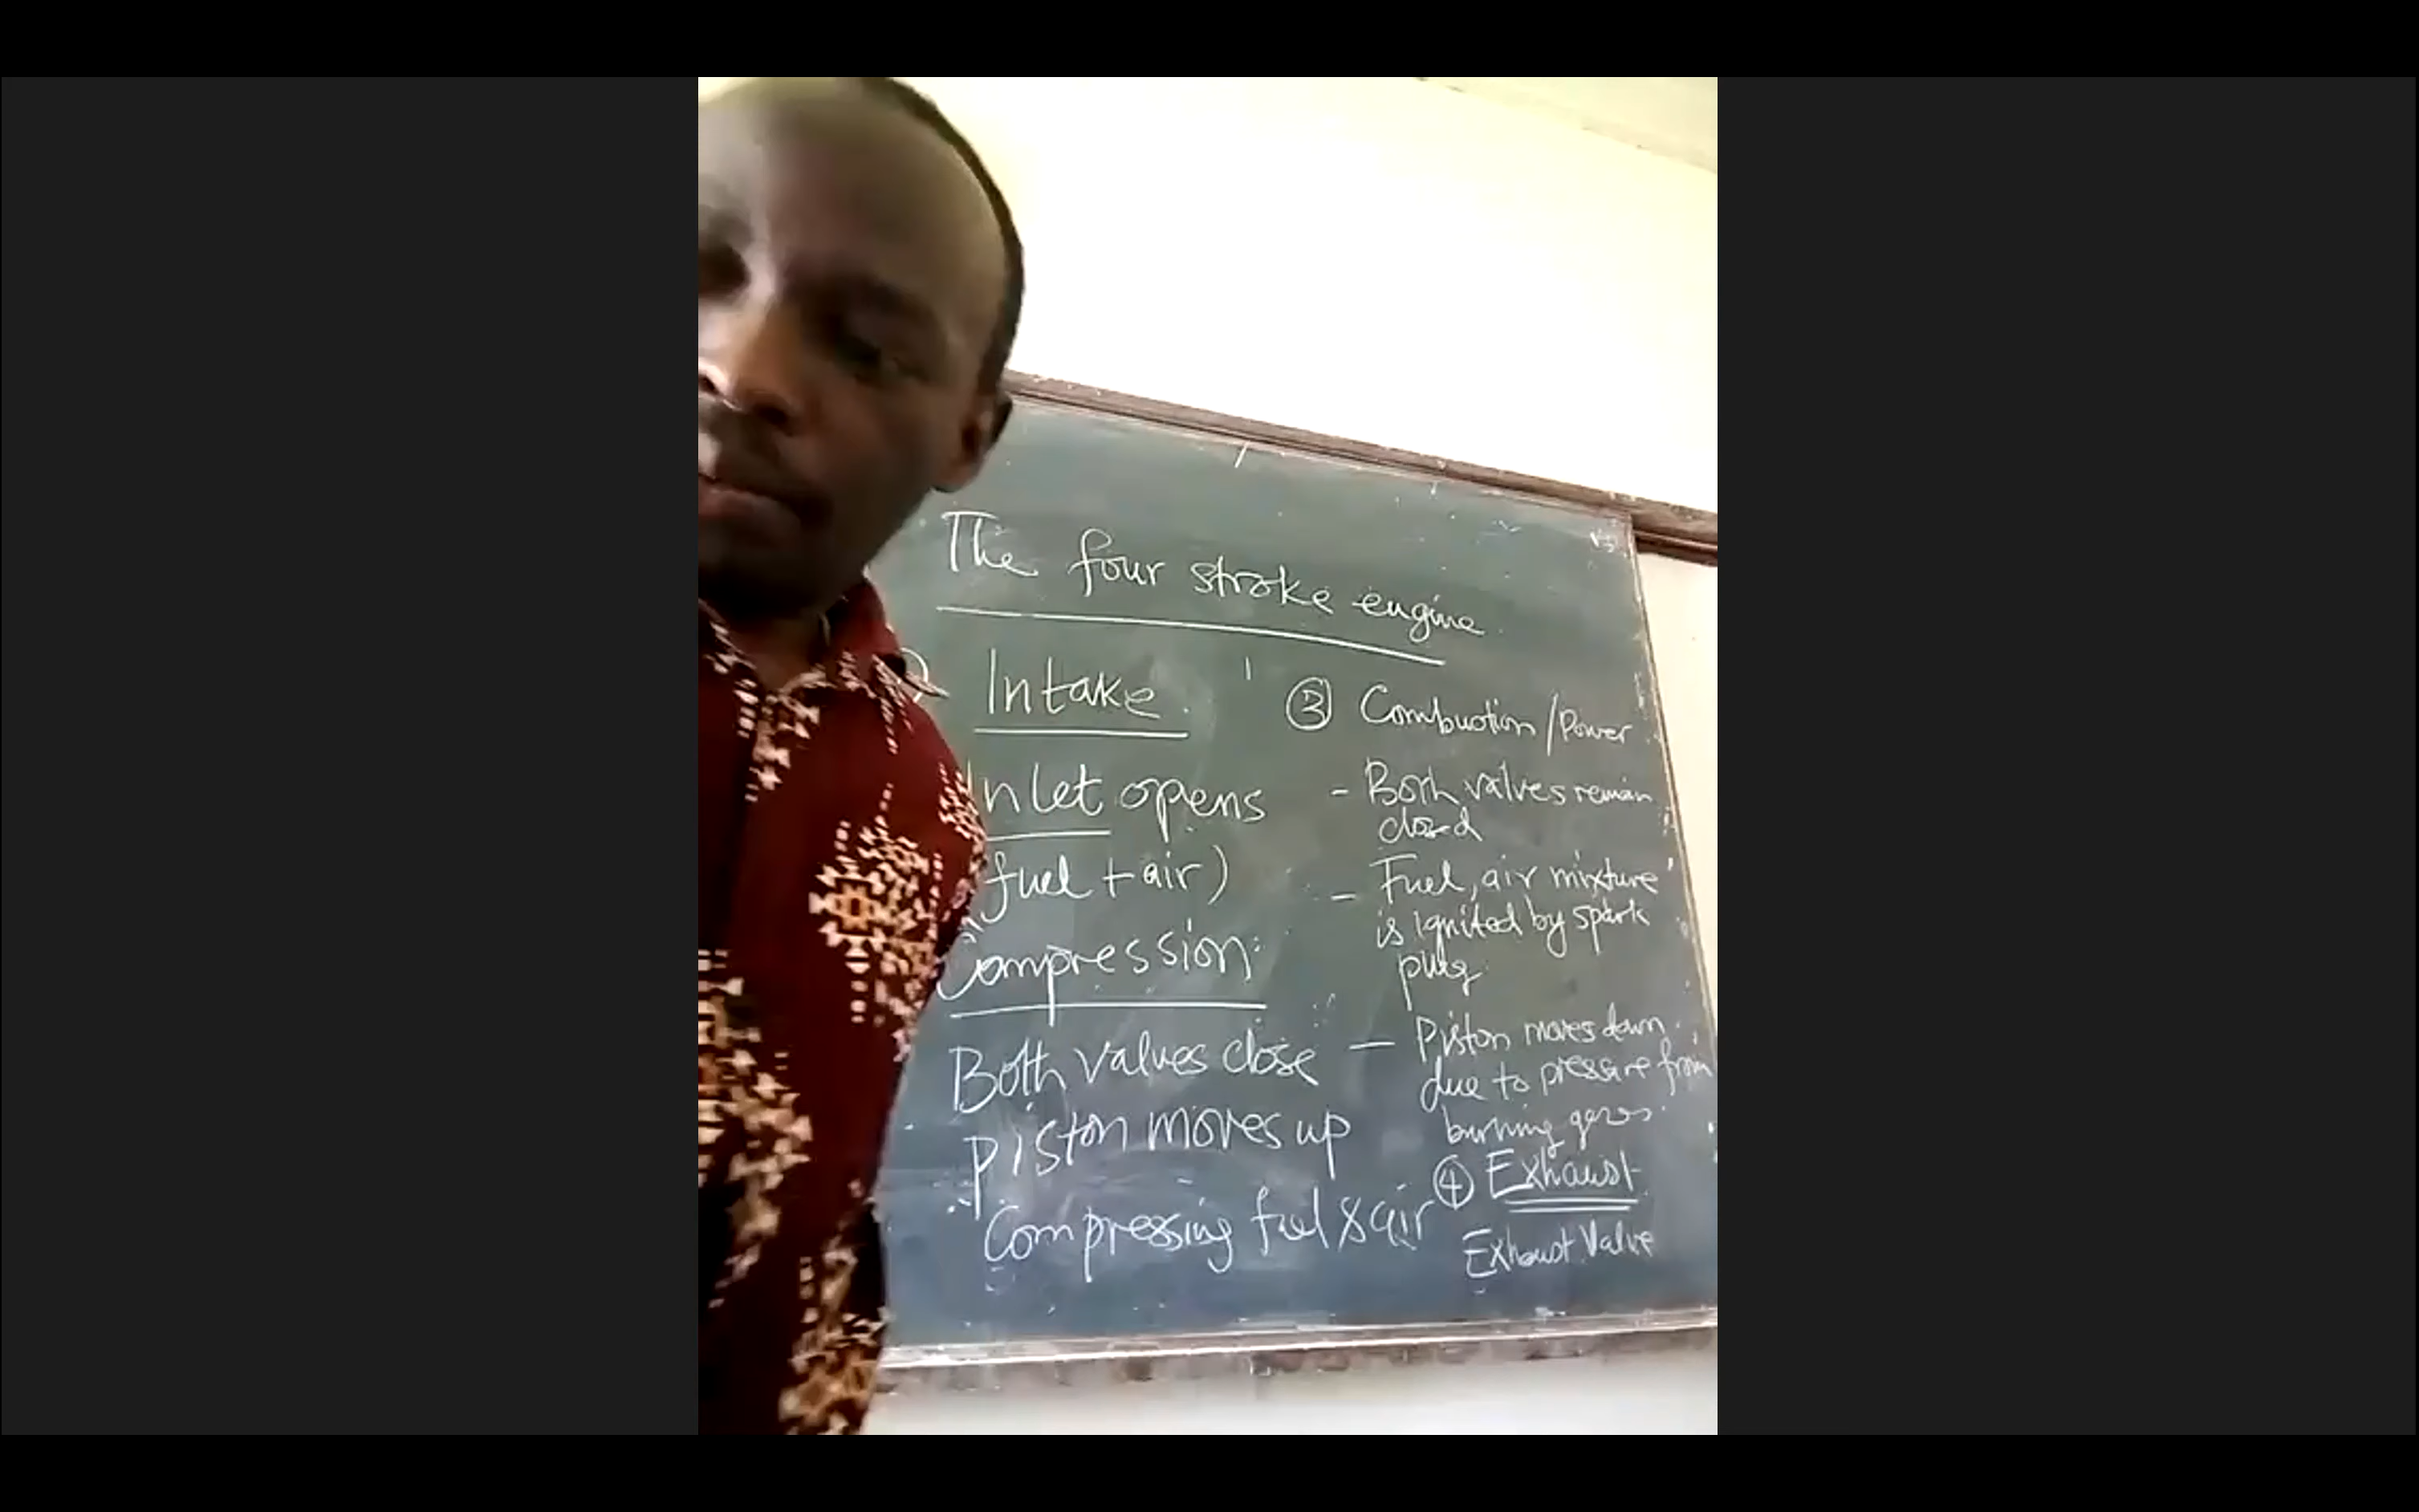 The four stroke engine
Intake
Inlet opens
fuel + air)
Compression:
Both valves close
Piston moves up
Compressing fuel & air
③ Combustion/Power
- Both valves remain
closed
- Fuel, air mixture
is ignited by spark
plug.
- Piston moves down
due to pressure from
burning gases.
④ Exhaust
Exhaust Valve